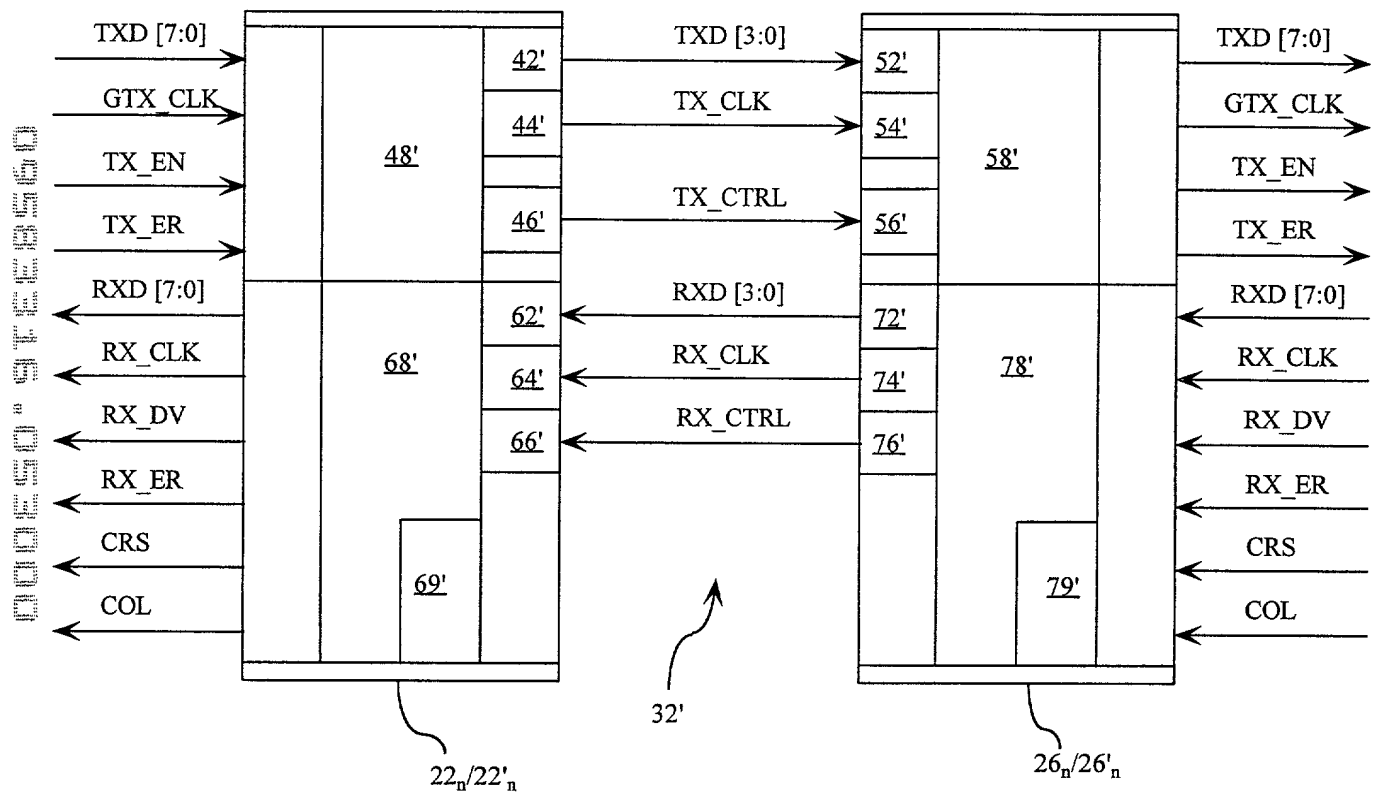 TXD [7:0]
GTX_CLK
TX_EN
TX_ER
RXD [7:0]
RX_CLK
RX_DV
RX_ER
CRS
COL
48'
68'
69'
42'
44'
46'
62'
64'
66'
22n/22'n
TXD [3:0]
TX_CLK
TX_CTRL
RXD [3:0]
RX_CLK
RX_CTRL
32'
52'
54'
56'
72'
74'
76'
58'
78'
79'
26n/26'n
TXD [7:0]
GTX_CLK
TX_EN
TX_ER
RXD [7:0]
RX_CLK
RX_DV
RX_ER
CRS
COL
09583316 .053000